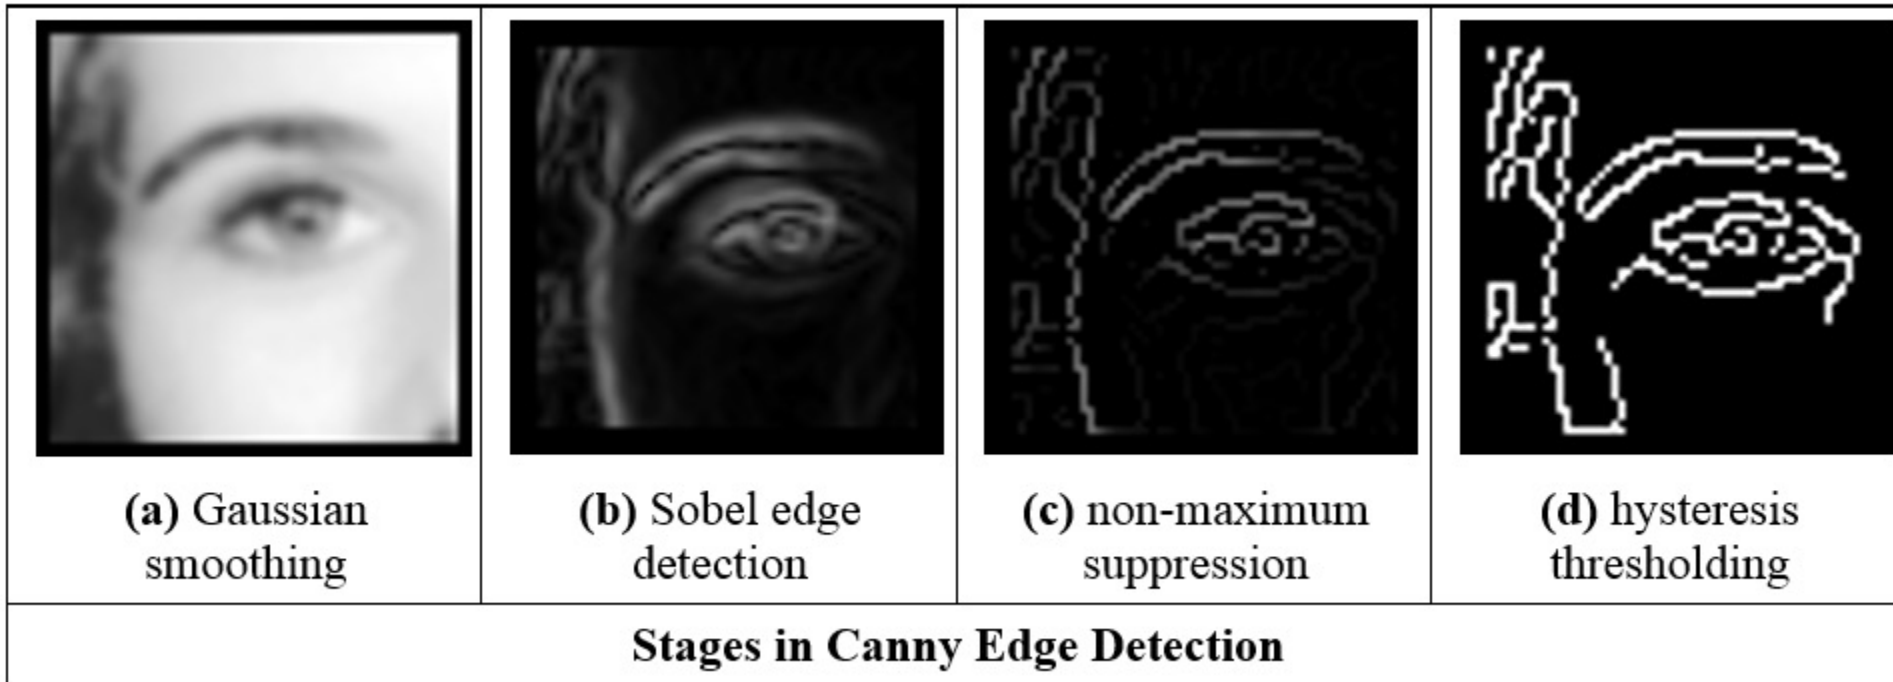 (a) Gaussian
smoothing
(b) Sobel edge
detection
(c) non-maximum
suppression
(d) hysteresis
thresholding
Stages in Canny Edge Detection